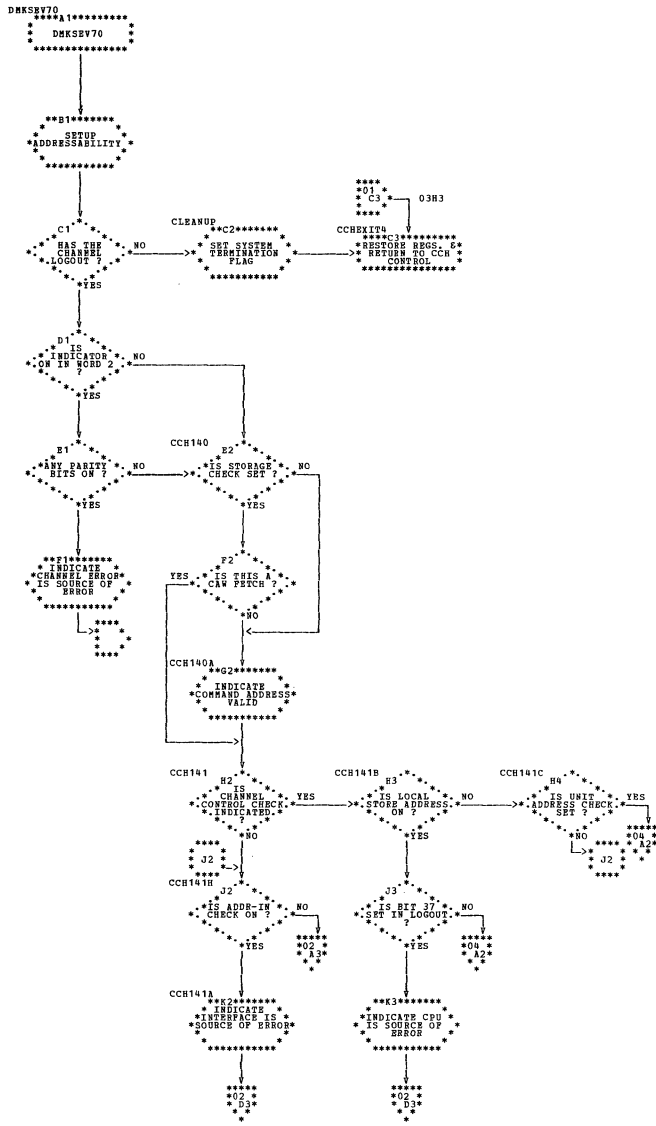 DMKSEV70
A1
DMKSEV70
B1
SETUP
ADDRESSABILITY
01
C3
03H3
C1
HAS THE
CHANNEL
LOGOUT ?
NO
YES
CLEANUP
C2
SET SYSTEM
TERMINATION
FLAG
CCHEXIT4
C3
RESTORE REGS. &
RETURN TO CCH
CONTROL
D1
IS
INDICATOR
ON IN WORD 2
?
NO
YES
E1
ANY PARITY
BITS ON ?
NO
YES
CCH140
E2
IS STORAGE
CHECK SET ?
NO
YES
F1
INDICATE
CHANNEL ERROR
IS SOURCE OF
ERROR
YES
F2
IS THIS A
CAW FETCH ?
NO
CCH140A
G2
INDICATE
COMMAND ADDRESS
VALID
CCH141
H2
IS
CHANNEL
CONTROL CHECK
INDICATED
?
YES
NO
CCH141B
H3
IS LOCAL
STORE ADDRESS
ON ?
NO
YES
CCH141C
H4
IS UNIT
ADDRESS CHECK
SET ?
YES
NO
04
A2
J2
J2
CCH141H
J2
IS ADDR-IN
CHECK ON ?
NO
YES
02
A3
J3
IS BIT 37
SET IN LOGOUT
?
NO
YES
04
A2
CCH141A
K2
INDICATE
INTERFACE IS
SOURCE OF ERROR
K3
INDICATE CPU
IS SOURCE OF
ERROR
02
D3
02
D3